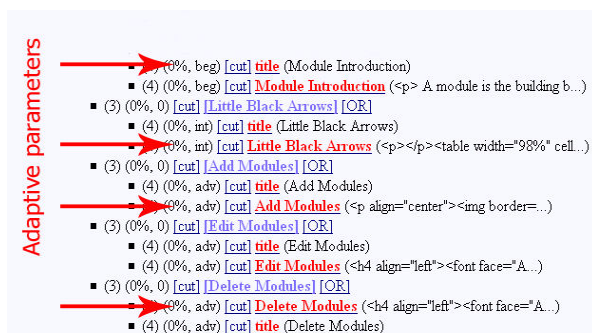 Adaptive parameters
(4) (0%, beg) [cut] title (Module Introduction)
(4) (0%, beg) [cut] Module Introduction (<p> A module is the building b...)
(3) (0%, 0) [cut] [Little Black Arrows] [OR]
(4) (0%, int) [cut] title (Little Black Arrows)
(4) (0%, int) [cut] Little Black Arrows (<p></p><table width="98%" cell...)
(3) (0%, 0) [cut] [Add Modules] [OR]
(4) (0%, adv) [cut] title (Add Modules)
(4) (0%, adv) [cut] Add Modules (<p align="center"><img border=...)
(3) (0%, 0) [cut] [Edit Modules] [OR]
(4) (0%, adv) [cut] title (Edit Modules)
(4) (0%, adv) [cut] Edit Modules (<h4 align="left"><font face="A...)
(3) (0%, 0) [cut] [Delete Modules] [OR]
(4) (0%, adv) [cut] Delete Modules (<h4 align="left"><font face="A...)
(4) (0%, adv) [cut] title (Delete Modules)